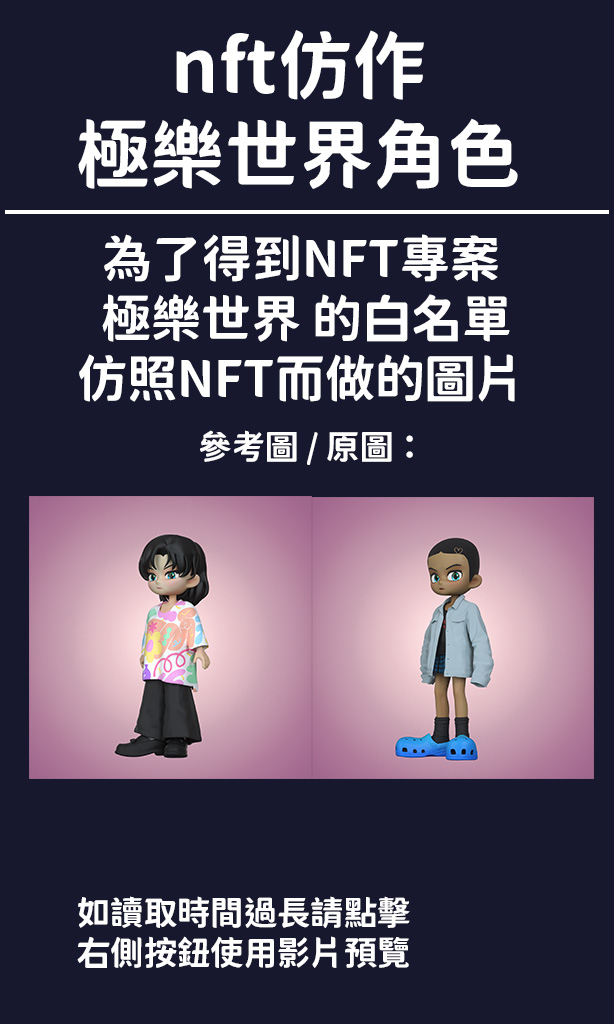 nft仿作
極樂世界角色
為了得到NFT專案
極樂世界 的白名單
仿照NFT而做的圖片
參考圖 / 原圖：
如讀取時間過長請點擊
右側按鈕使用影片預覽